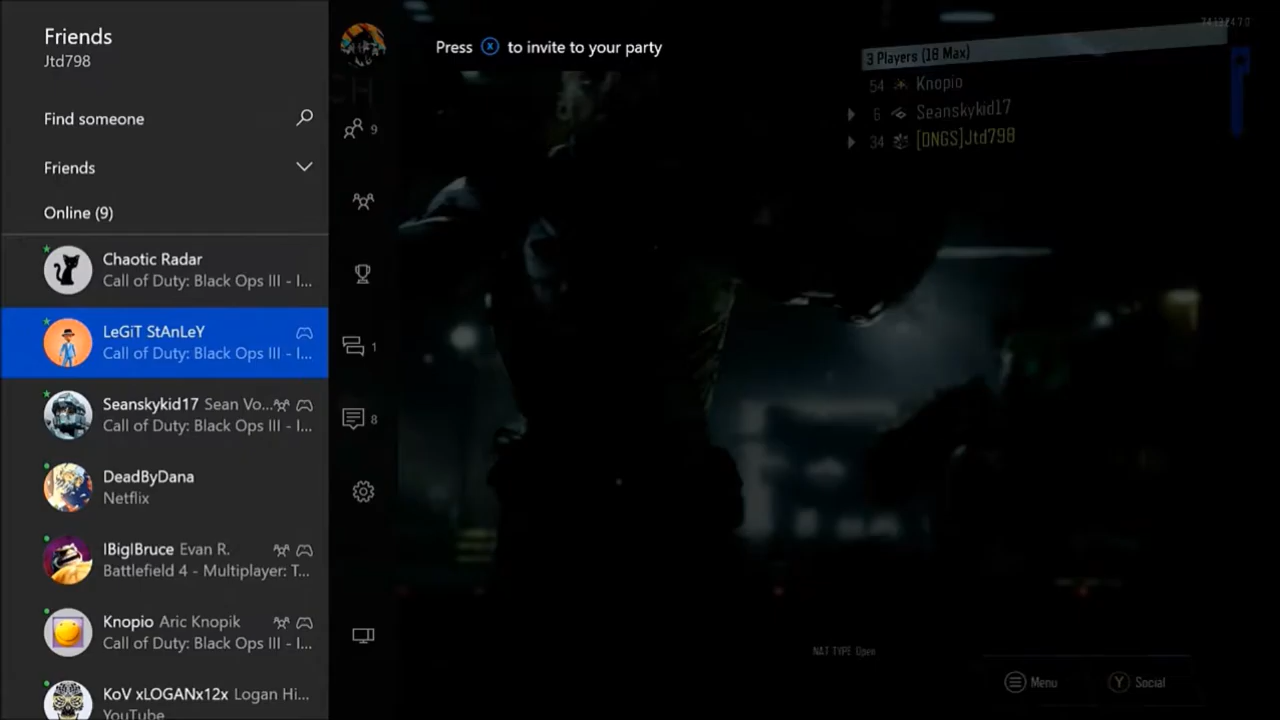 Friends
Jtd798
Find someone
Friends
Online (9)
Chaotic Radar
Call of Duty: Black Ops III - I...
LeGiT StAnLeY
Call of Duty: Black Ops III - I...
Seanskykid17 Sean Vo...
Call of Duty: Black Ops III - I...
DeadByDana
Netflix
IBigIBruce Evan R.
Battlefield 4 - Multiplayer: T...
Knopio Aric Knopik
Call of Duty: Black Ops III - I...
KoV xLOGANx12x Logan Hi...
YouTube
9
1
8
Press X to invite to your party
3 Players (18 Max)
54 Knopio
6 Seanskykid17
34 [DNGS]Jtd798
NAT TYPE Open
Menu
Y Social